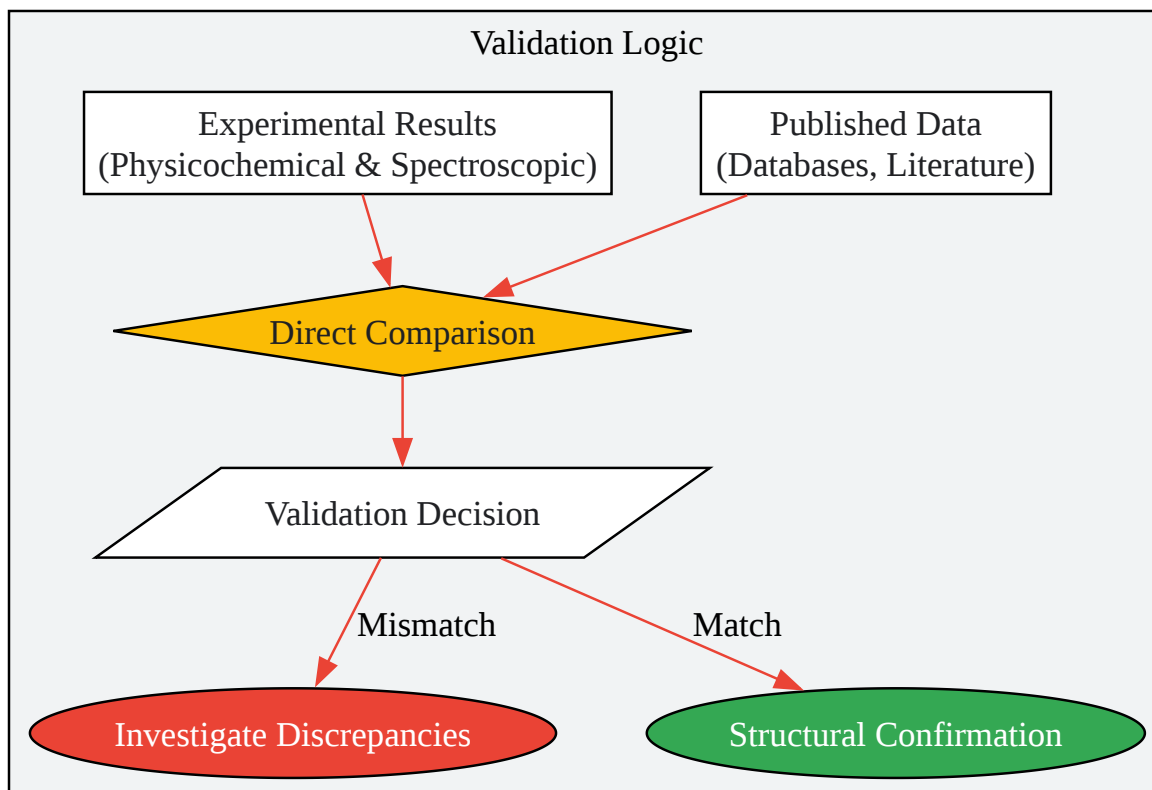 Validation Logic
Experimental Results
(Physicochemical & Spectroscopic)
Published Data
(Databases, Literature)
Direct Comparison
Validation Decision
Mismatch
Match
Investigate Discrepancies
Structural Confirmation